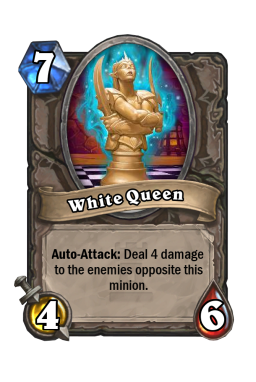 7
White Queen
Auto-Attack: Deal 4 damage
to the enemies opposite this
minion.
4
6